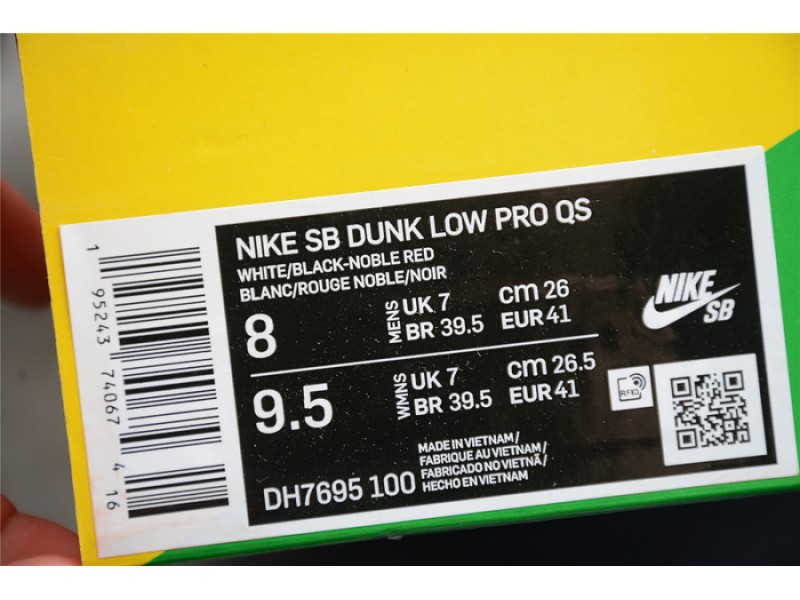 NIKE SB DUNK LOW PRO QS
WHITE/BLACK-NOBLE RED
BLANC/ROUGE NOBLE/NOIR
8
MENS
UK 7
cm 26
BR 39.5
EUR 41
9.5
WMNS
UK 7
cm 26.5
BR 39.5
EUR 41
DH7695 100
MADE IN VIETNAM/
FABRIQUE AU VIETNAM/
FABRICADO NO VIETNÃ/
HECHO EN VIETNAM
NIKE
SB
RFID
1 95243 74067 4 16